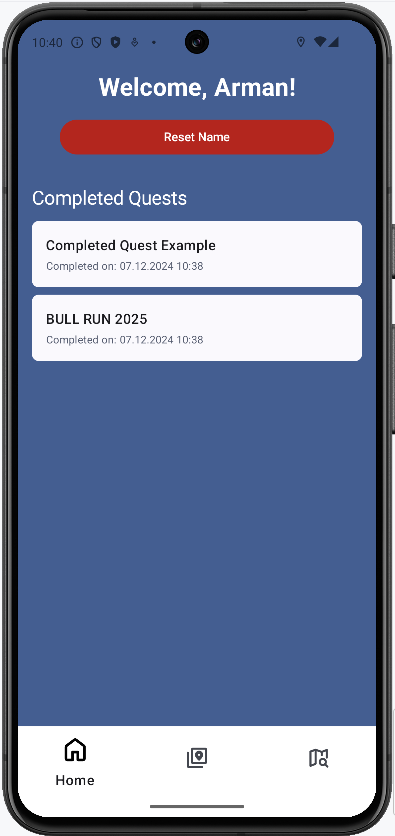 10:40
Welcome, Arman!
Reset Name
Completed Quests
Completed Quest Example
Completed on: 07.12.2024 10:38
BULL RUN 2025
Completed on: 07.12.2024 10:38
Home